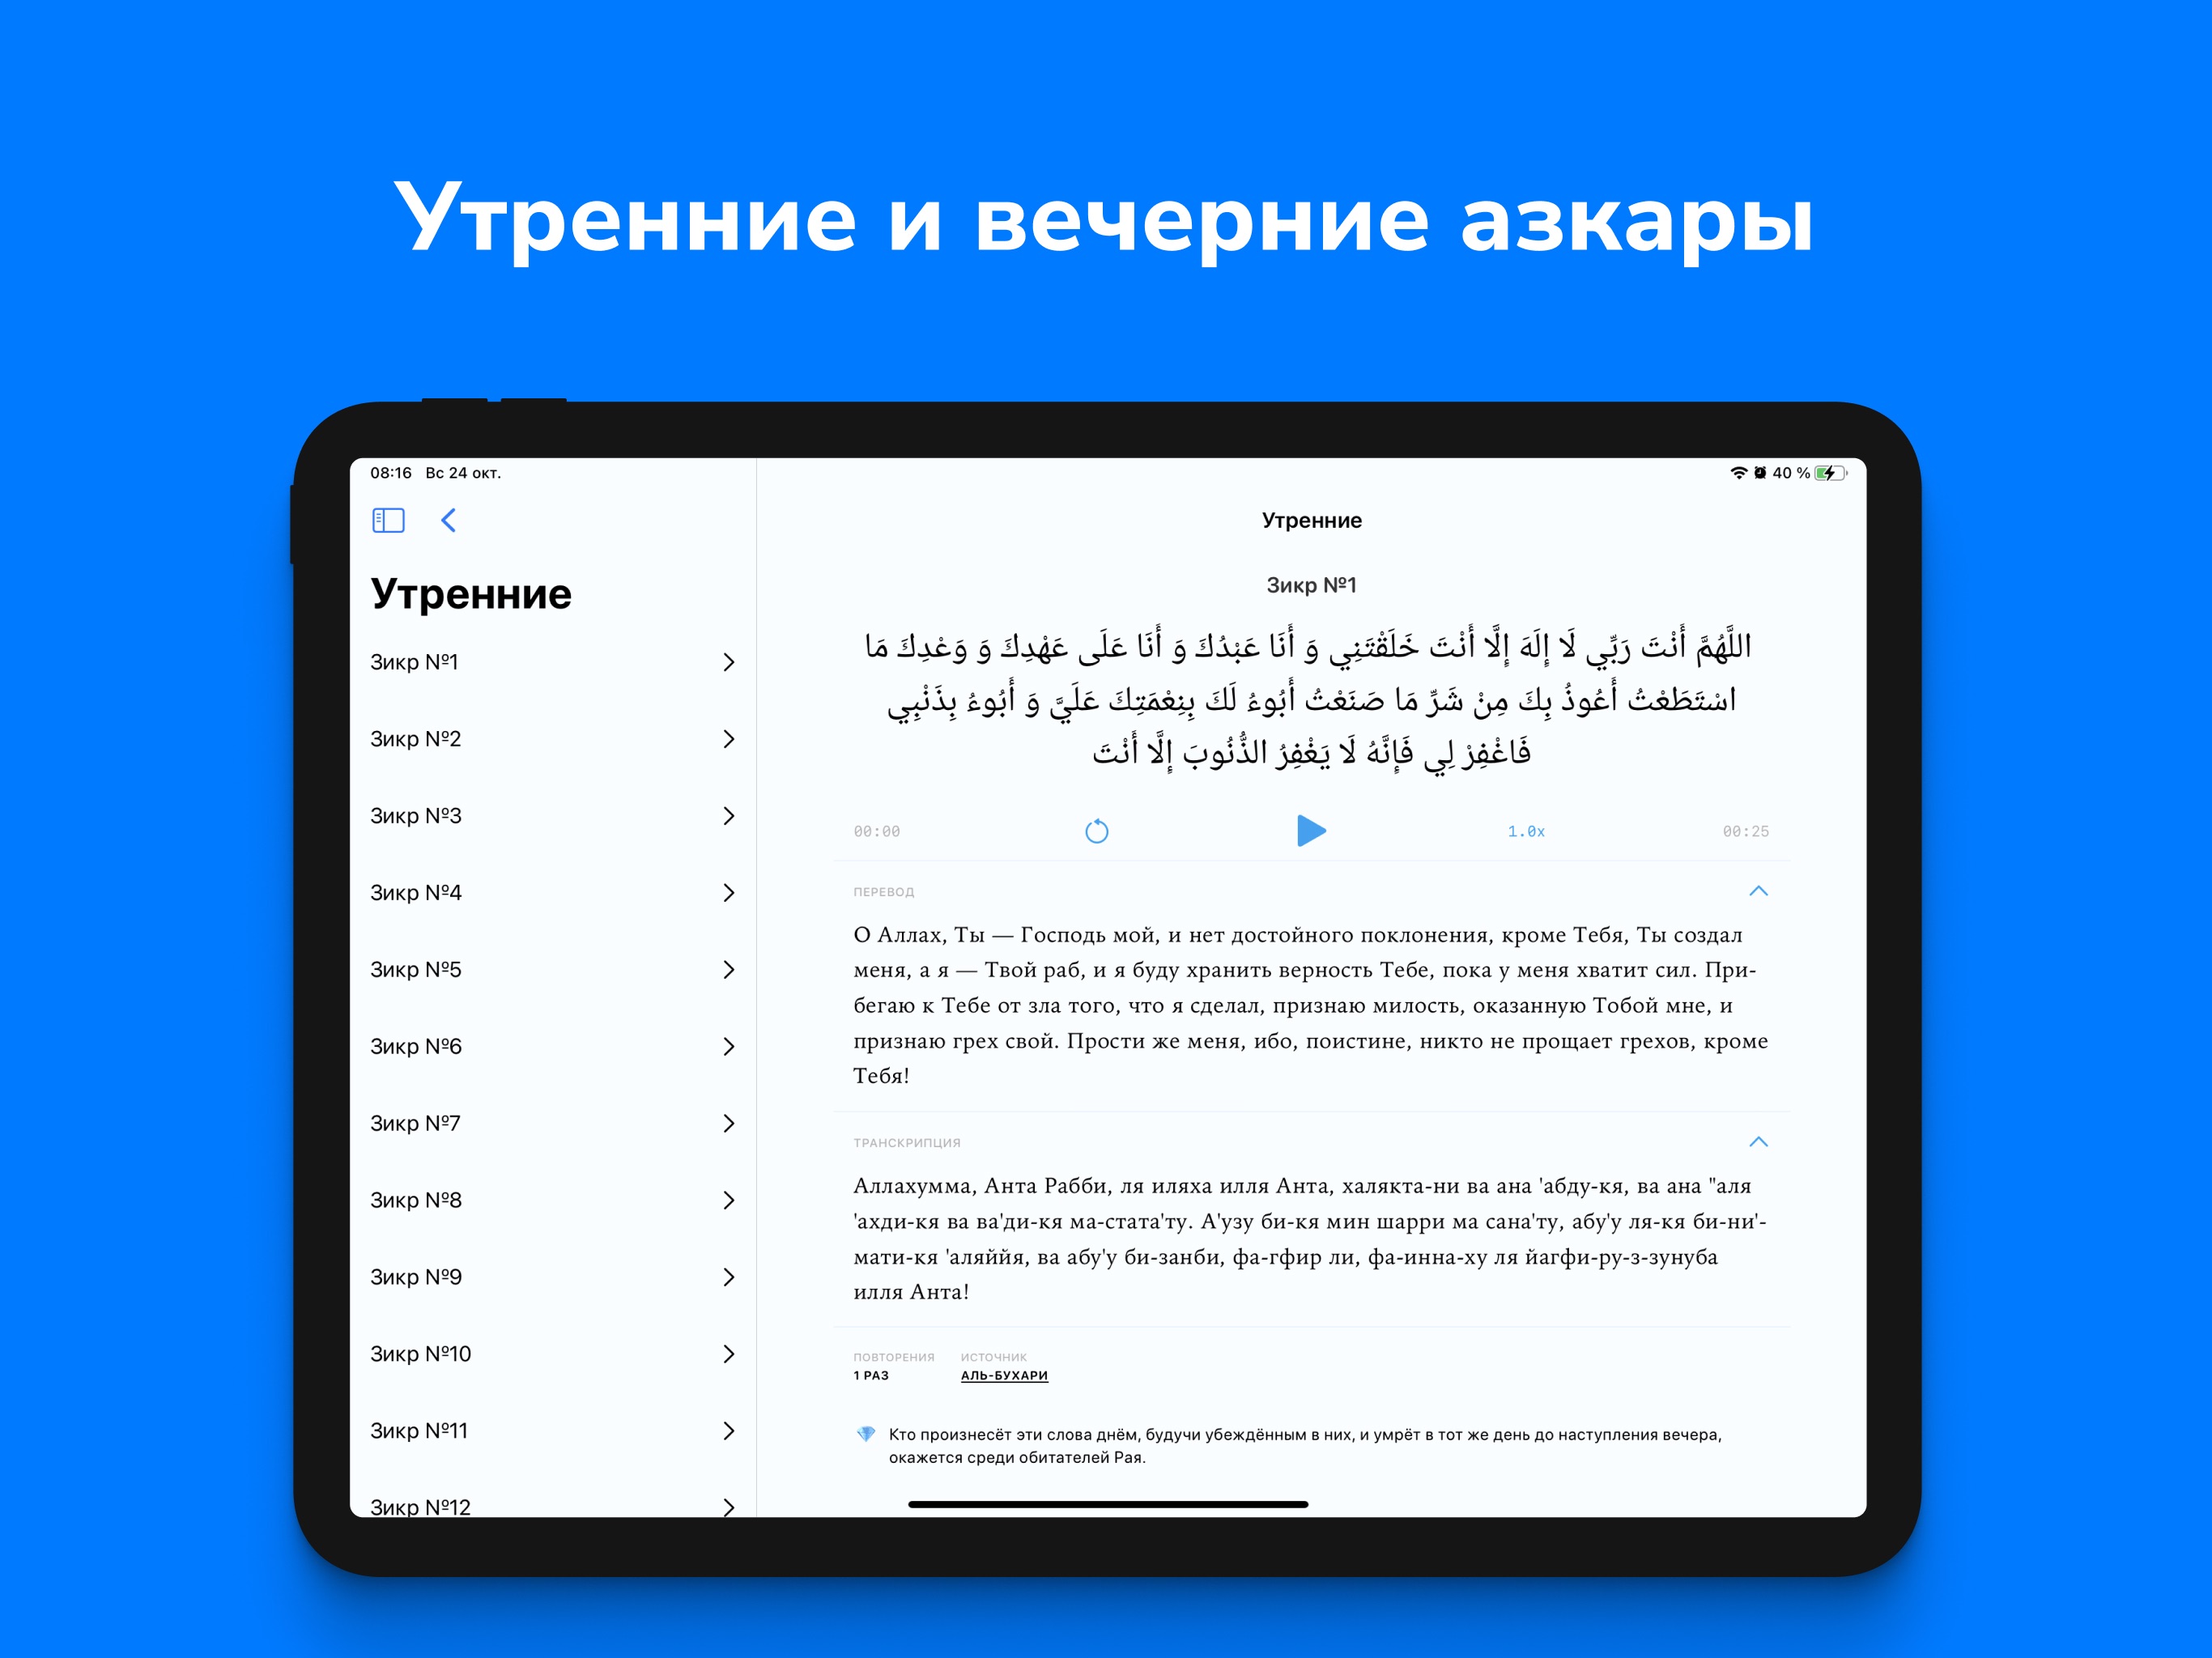 Утренние и вечерние азкары
08:16 Вс 24 окт.
40 %
Утренние
Зикр №1
Зикр №2
Зикр №3
Зикр №4
Зикр №5
Зикр №6
Зикр №7
Зикр №8
Зикр №9
Зикр №10
Зикр №11
Зикр №12
Утренние
Зикр №1
اللَّهُمَّ أَنْتَ رَبِّي لَا إِلَهَ إِلَّا أَنْتَ خَلَقْتَنِي وَ أَنَا عَبْدُكَ وَ أَنَا عَلَى عَهْدِكَ وَ وَعْدِكَ مَا
اسْتَطَعْتُ أَعُوذُ بِكَ مِنْ شَرِّ مَا صَنَعْتُ أَبُوءُ لَكَ بِنِعْمَتِكَ عَلَيَّ وَ أَبُوءُ بِذَنْبِي
فَاغْفِرْ لِي فَإِنَّهُ لَا يَغْفِرُ الذُّنُوبَ إِلَّا أَنْتَ
00:00 1.0x 00:25
ПЕРЕВОД
О Аллах, Ты — Господь мой, и нет достойного поклонения, кроме Тебя, Ты создал
меня, а я — Твой раб, и я буду хранить верность Тебе, пока у меня хватит сил. При-
бегаю к Тебе от зла того, что я сделал, признаю милость, оказанную Тобой мне, и
признаю грех свой. Прости же меня, ибо, поистине, никто не прощает грехов, кроме
Тебя!
ТРАНСКРИПЦИЯ
Аллахумма, Анта Рабби, ля иляха илля Анта, халякта-ни ва ана 'абду-кя, ва ана "аля
'ахди-кя ва ва'ди-кя ма-стата'ту. А'узу би-кя мин шарри ма сана'ту, абу'у ля-кя би-ни'-
мати-кя 'аляййя, ва абу'у би-занби, фа-гфир ли, фа-инна-ху ля йагфи-ру-з-зунуба
илля Анта!
ПОВТОРЕНИЯ ИСТОЧНИК
1 РАЗ АЛЬ-БУХАРИ
Кто произнесёт эти слова днём, будучи убеждённым в них, и умрёт в тот же день до наступления вечера,
окажется среди обитателей Рая.